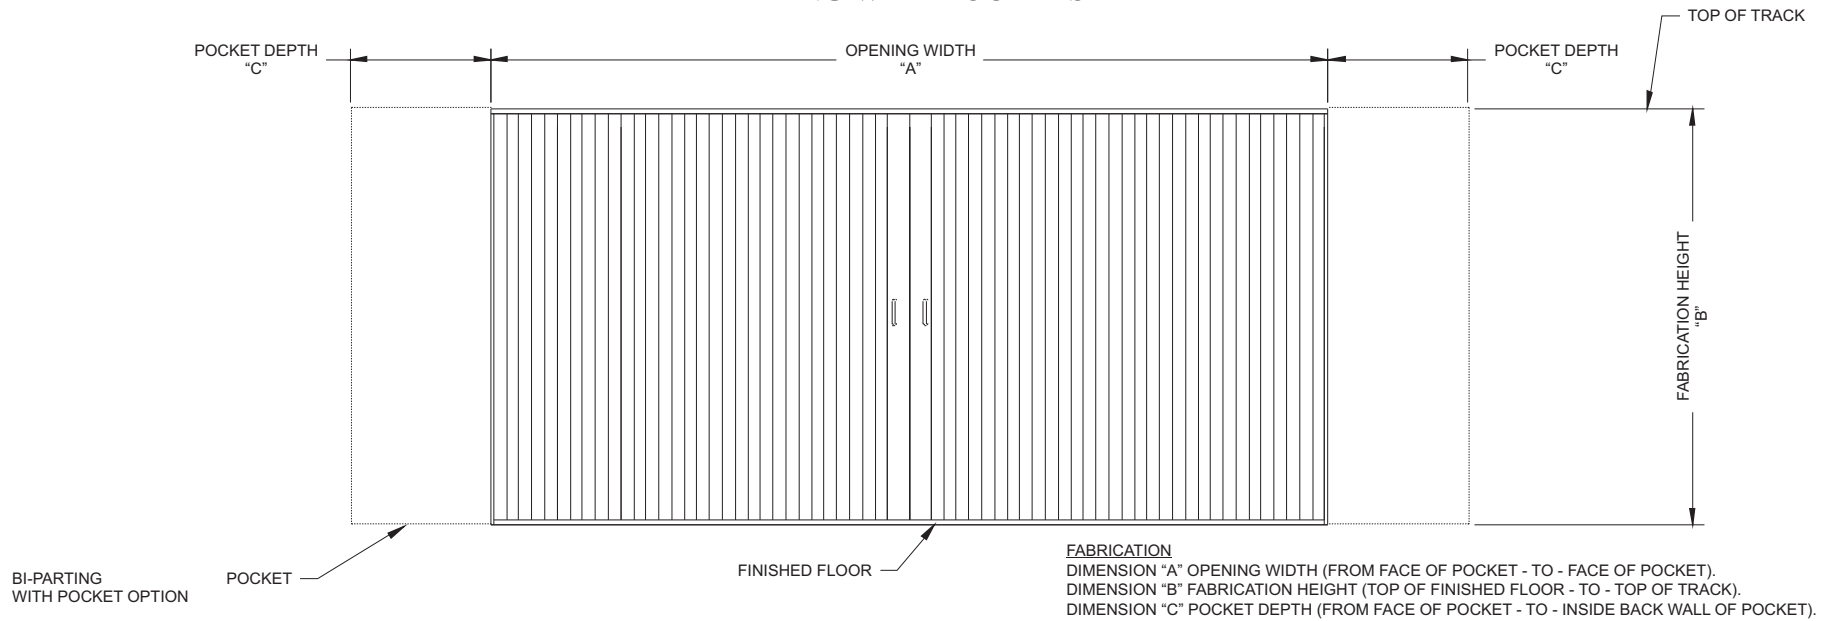 TOP OF TRACK
POCKET DEPTH
“C”
OPENING WIDTH
“A”
POCKET DEPTH
“C”
FABRICATION HEIGHT
“B”
BI-PARTING
WITH POCKET OPTION
POCKET
FINISHED FLOOR
FABRICATION
DIMENSION “A” OPENING WIDTH (FROM FACE OF POCKET - TO - FACE OF POCKET).
DIMENSION “B” FABRICATION HEIGHT (TOP OF FINISHED FLOOR - TO - TOP OF TRACK).
DIMENSION “C” POCKET DEPTH (FROM FACE OF POCKET - TO - INSIDE BACK WALL OF POCKET).